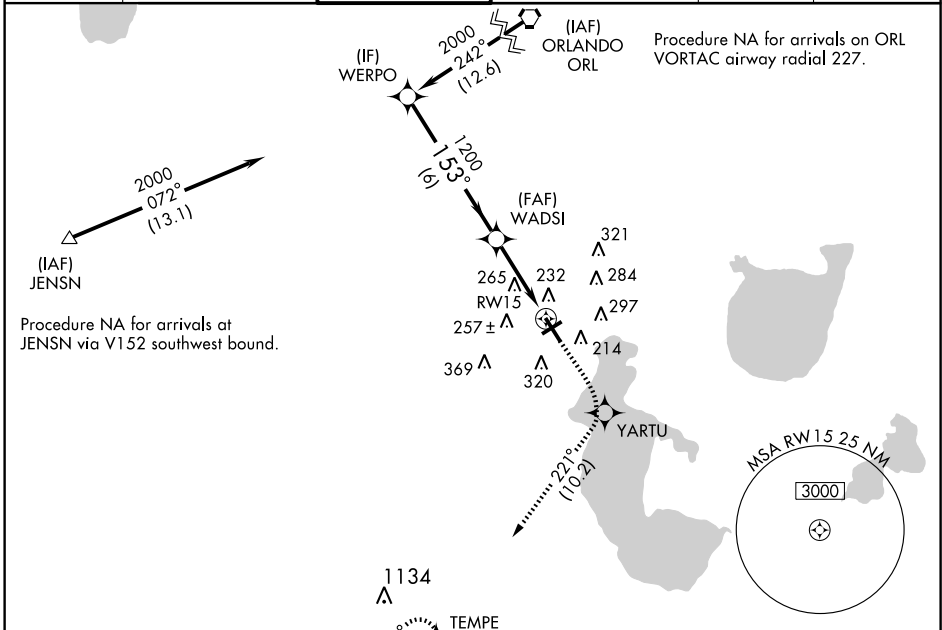 (IAF)
ORLANDO
ORL
2000
242°
(12.6)
Procedure NA for arrivals on ORL
VORTAC airway radial 227.
(IF)
WERPO
1200
153°
(6)
2000
072°
(13.1)
(IAF)
JENSN
Procedure NA for arrivals at
JENSN via V152 southwest bound.
(FAF)
WADSI
321
265
232
284
RW15
297
257±
214
369
320
YARTU
221°
(10.2)
MSA RW15 25 NM
3000
1134
TEMPE